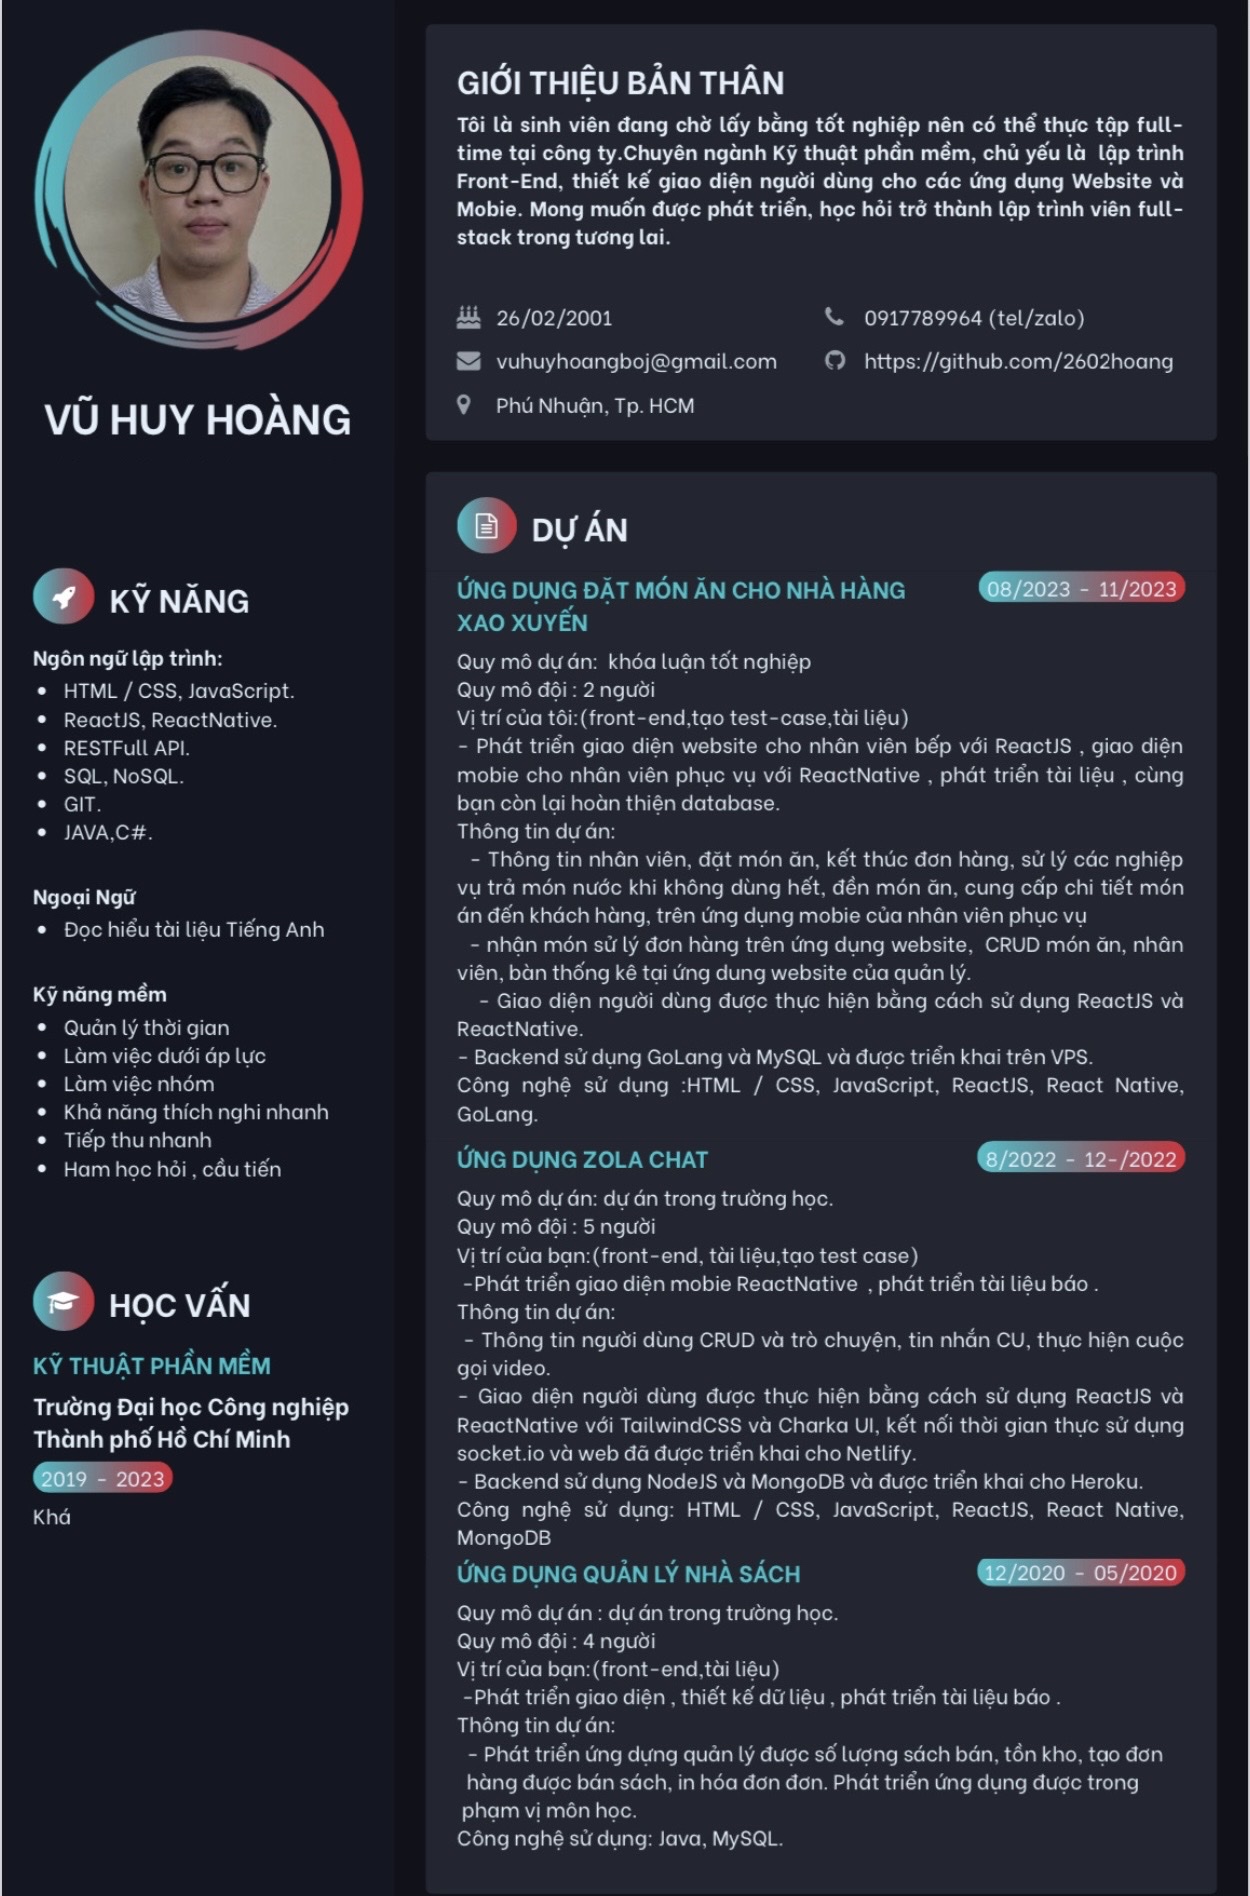 VŨ HUY HOÀNG
KỸ NĂNG
Ngôn ngữ lập trình:
HTML / CSS, JavaScript.
ReactJS, ReactNative.
RESTFull API.
SQL, NoSQL.
GIT.
JAVA,C#.
Ngoại Ngữ
Đọc hiểu tài liệu Tiếng Anh
Kỹ năng mềm
Quản lý thời gian
Làm việc dưới áp lực
Làm việc nhóm
Khả năng thích nghi nhanh
Tiếp thu nhanh
Ham học hỏi , cầu tiến
HỌC VẤN
KỸ THUẬT PHẦN MỀM
Trường Đại học Công nghiệp
Thành phố Hồ Chí Minh
2019 - 2023
Khá
GIỚI THIỆU BẢN THÂN
Tôi là sinh viên đang chờ lấy bằng tốt nghiệp nên có thể thực tập full-
time tại công ty.Chuyên ngành Kỹ thuật phần mềm, chủ yếu là lập trình
Front-End, thiết kế giao diện người dùng cho các ứng dụng Website và
Mobie. Mong muốn được phát triển, học hỏi trở thành lập trình viên full-
stack trong tương lai.
26/02/2001
0917789964 (tel/zalo)
vuhuyhoangboj@gmail.com
https://github.com/2602hoang
Phú Nhuận, Tp. HCM
DỰ ÁN
ỨNG DỤNG ĐẶT MÓN ĂN CHO NHÀ HÀNG
XAO XUYẾN
08/2023 - 11/2023
Quy mô dự án: khóa luận tốt nghiệp
Quy mô đội : 2 người
Vị trí của tôi:(front-end,tạo test-case,tài liệu)
- Phát triển giao diện website cho nhân viên bếp với ReactJS , giao diện
mobie cho nhân viên phục vụ với ReactNative , phát triển tài liệu , cùng
bạn còn lại hoàn thiện database.
Thông tin dự án:
- Thông tin nhân viên, đặt món ăn, kết thúc đơn hàng, sử lý các nghiệp
vụ trả món nước khi không dùng hết, đền món ăn, cung cấp chi tiết món
án đến khách hàng, trên ứng dụng mobie của nhân viên phục vụ
- nhận món sử lý đơn hàng trên ứng dụng website, CRUD món ăn, nhân
viên, bàn thống kê tại ứng dung website của quản lý.
- Giao diện người dùng được thực hiện bằng cách sử dụng ReactJS và
ReactNative.
- Backend sử dụng GoLang và MySQL và được triển khai trên VPS.
Công nghệ sử dụng :HTML / CSS, JavaScript, ReactJS, React Native,
GoLang.
ỨNG DỤNG ZOLA CHAT
8/2022 - 12-/2022
Quy mô dự án: dự án trong trường học.
Quy mô đội : 5 người
Vị trí của bạn:(front-end, tài liệu,tạo test case)
-Phát triển giao diện mobie ReactNative , phát triển tài liệu báo .
Thông tin dự án:
- Thông tin người dùng CRUD và trò chuyện, tin nhắn CU, thực hiện cuộc
gọi video.
- Giao diện người dùng được thực hiện bằng cách sử dụng ReactJS và
ReactNative với TailwindCSS và Charka UI, kết nối thời gian thực sử dụng
socket.io và web đã được triển khai cho Netlify.
- Backend sử dụng NodeJS và MongoDB và được triển khai cho Heroku.
Công nghệ sử dụng: HTML / CSS, JavaScript, ReactJS, React Native,
MongoDB
ỨNG DỤNG QUẢN LÝ NHÀ SÁCH
12/2020 - 05/2020
Quy mô dự án : dự án trong trường học.
Quy mô đội : 4 người
Vị trí của bạn:(front-end,tài liệu)
-Phát triển giao diện , thiết kế dữ liệu , phát triển tài liệu báo .
Thông tin dự án:
- Phát triển ứng dựng quản lý được số lượng sách bán, tồn kho, tạo đơn
hàng được bán sách, in hóa đơn đơn. Phát triển ứng dụng được trong
phạm vị môn học.
Công nghệ sử dụng: Java, MySQL.